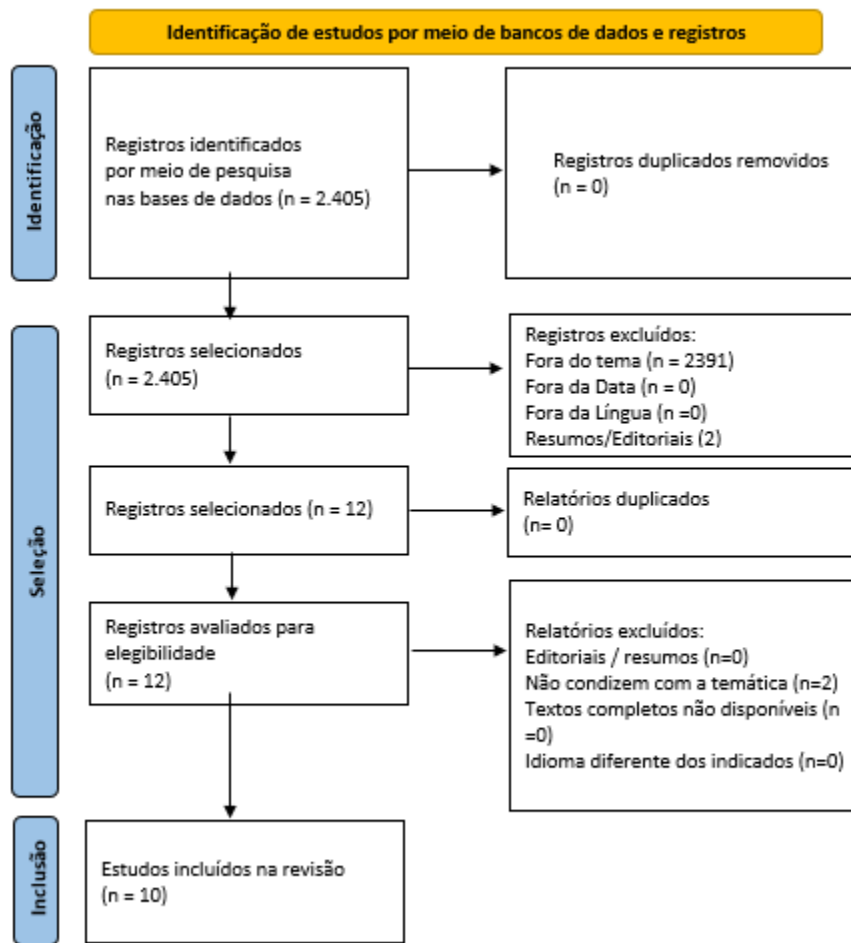 Identificação de estudos por meio de bancos de dados e registros
Identificação
Registros identificados
por meio de pesquisa
nas bases de dados (n = 2.405)
Registros duplicados removidos
(n = 0)
Seleção
Registros selecionados
(n = 2.405)
Registros excluídos:
Fora do tema (n = 2391)
Fora da Data (n = 0)
Fora da Língua (n =0)
Resumos/Editoriais (2)
Registros selecionados (n = 12)
Relatórios duplicados
(n= 0)
Registros avaliados para
elegibilidade
(n = 12)
Relatórios excluídos:
Editoriais / resumos (n=0)
Não condizem com a temática (n=2)
Textos completos não disponíveis (n
=0)
Idioma diferente dos indicados (n=0)
Inclusão
Estudos incluídos na revisão
(n = 10)